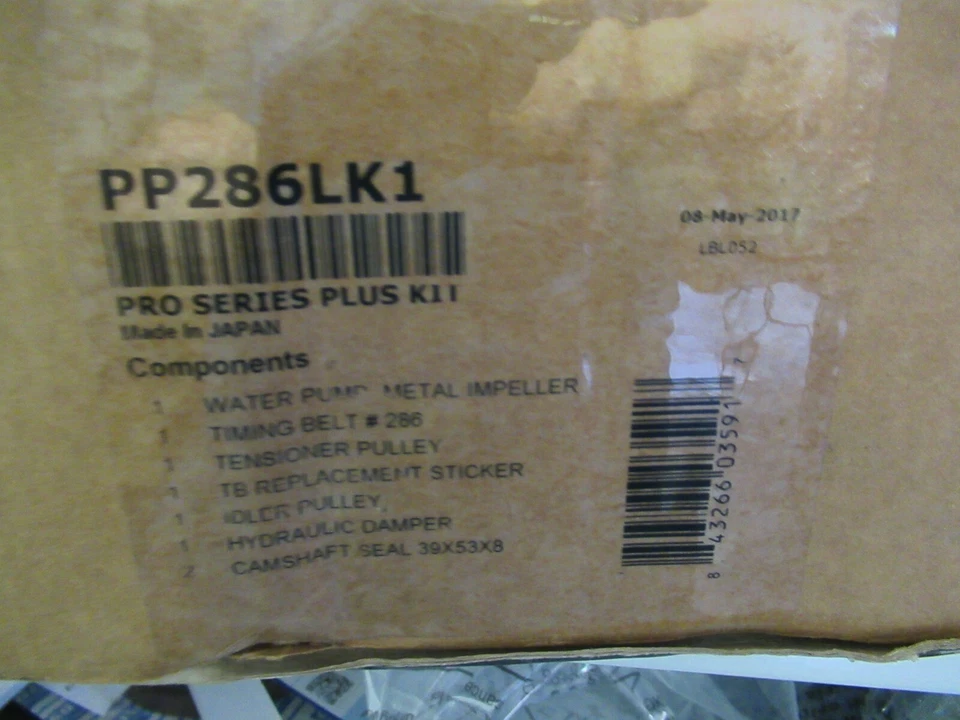 PP286LK1
PRO SERIES PLUS KIT
Made In JAPAN
08-May-2017
LBL052
Components
1 WATER PUMP METAL IMPELLER
1 TIMING BELT # 286
1 TENSIONER PULLEY
1 TB REPLACEMENT STICKER
1 IDLER PULLEY
1 HYDRAULIC DAMPER
2 CAMSHAFT SEAL 39X53X8
8 43266 03591 7